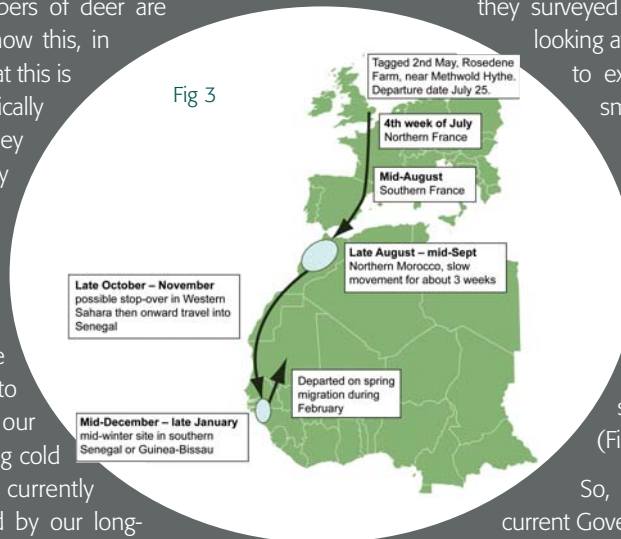 bers of deer are
now this, in
at this is
ically
ey
y
e
to
our
g cold
currently
d by our long-
they surveyed
looking at
to ex
sn
s
(Fi
So,
current Gove
Fig 3
Tagged 2nd May, Rosedene
Farm, near Methwold Hythe.
Departure date July 25.
4th week of July
Northern France
Mid-August
Southern France
Late August – mid-Sept
Northern Morocco, slow
movement for about 3 weeks
Late October – November
possible stop-over in Western
Sahara then onward travel into
Senegal
Departed on spring
migration during
February
Mid-December – late January
mid-winter site in southern
Senegal or Guinea-Bissau